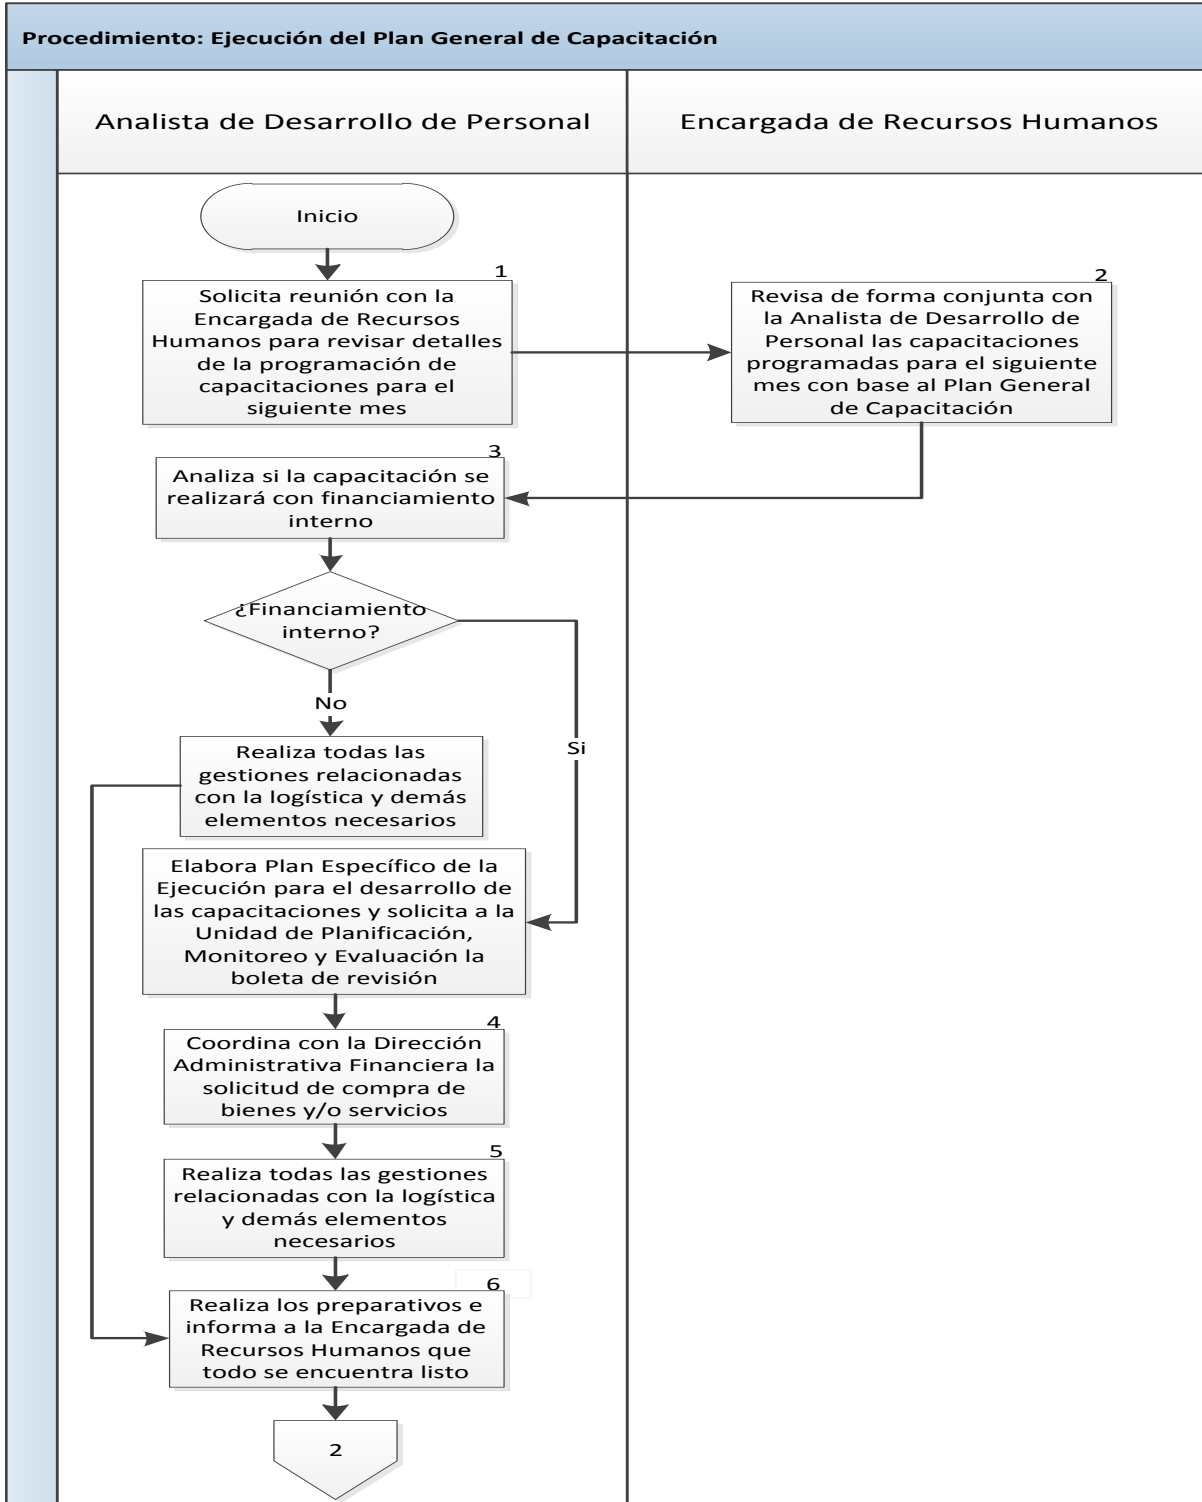 Procedimiento: Ejecución del Plan General de Capacitación
Analista de Desarrollo de Personal
Encargada de Recursos Humanos
Inicio
1
Solicita reunión con la
Encargada de Recursos
Humanos para revisar detalles
de la programación de
capacitaciones para el
siguiente mes
2
Revisa de forma conjunta con
la Analista de Desarrollo de
Personal las capacitaciones
programadas para el siguiente
mes con base al Plan General
de Capacitación
3
Analiza si la capacitación se
realizará con financiamiento
interno
¿Financiamiento
interno?
No
Si
Realiza todas las
gestiones relacionadas
con la logística y demás
elementos necesarios
Elabora Plan Específico de la
Ejecución para el desarrollo de
las capacitaciones y solicita a la
Unidad de Planificación,
Monitoreo y Evaluación la
boleta de revisión
4
Coordina con la Dirección
Administrativa Financiera la
solicitud de compra de
bienes y/o servicios
5
Realiza todas las gestiones
relacionadas con la logística
y demás elementos
necesarios
6
Realiza los preparativos e
informa a la Encargada de
Recursos Humanos que
todo se encuentra listo
2